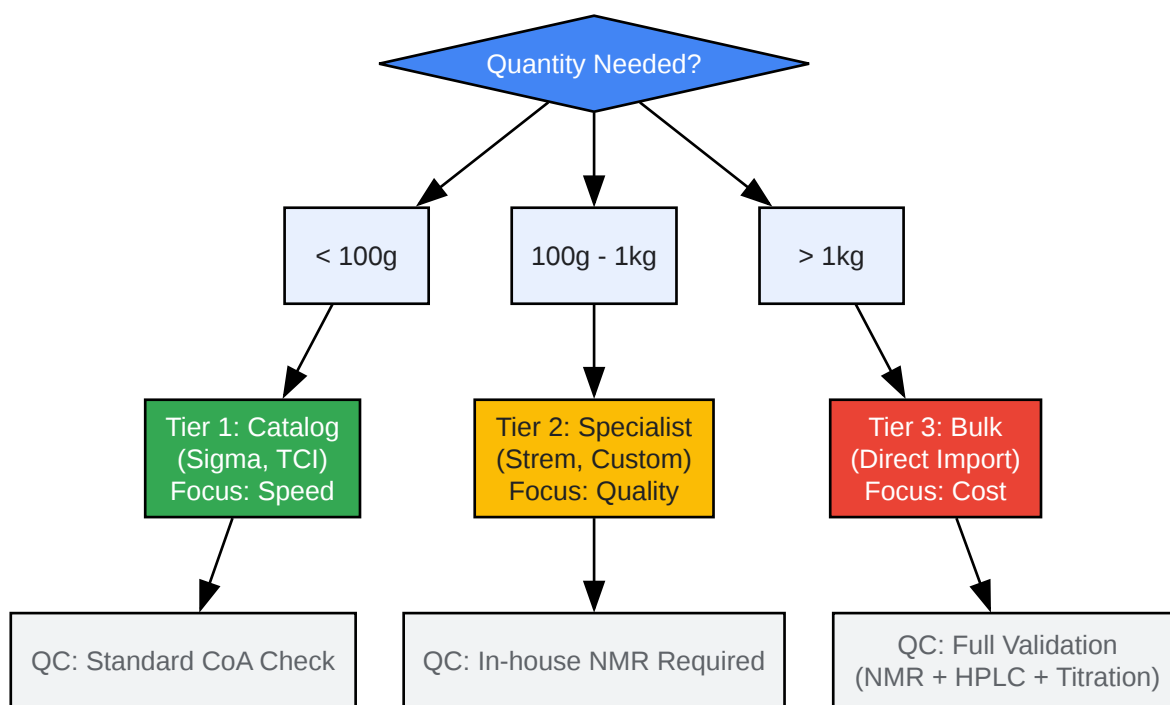 Quantity Needed?
< 100g
100g - 1kg
> 1kg
Tier 1: Catalog
(Sigma, TCI)
Focus: Speed
Tier 2: Specialist
(Strem, Custom)
Focus: Quality
Tier 3: Bulk
(Direct Import)
Focus: Cost
QC: Standard CoA Check
QC: In-house NMR Required
QC: Full Validation
(NMR + HPLC + Titration)